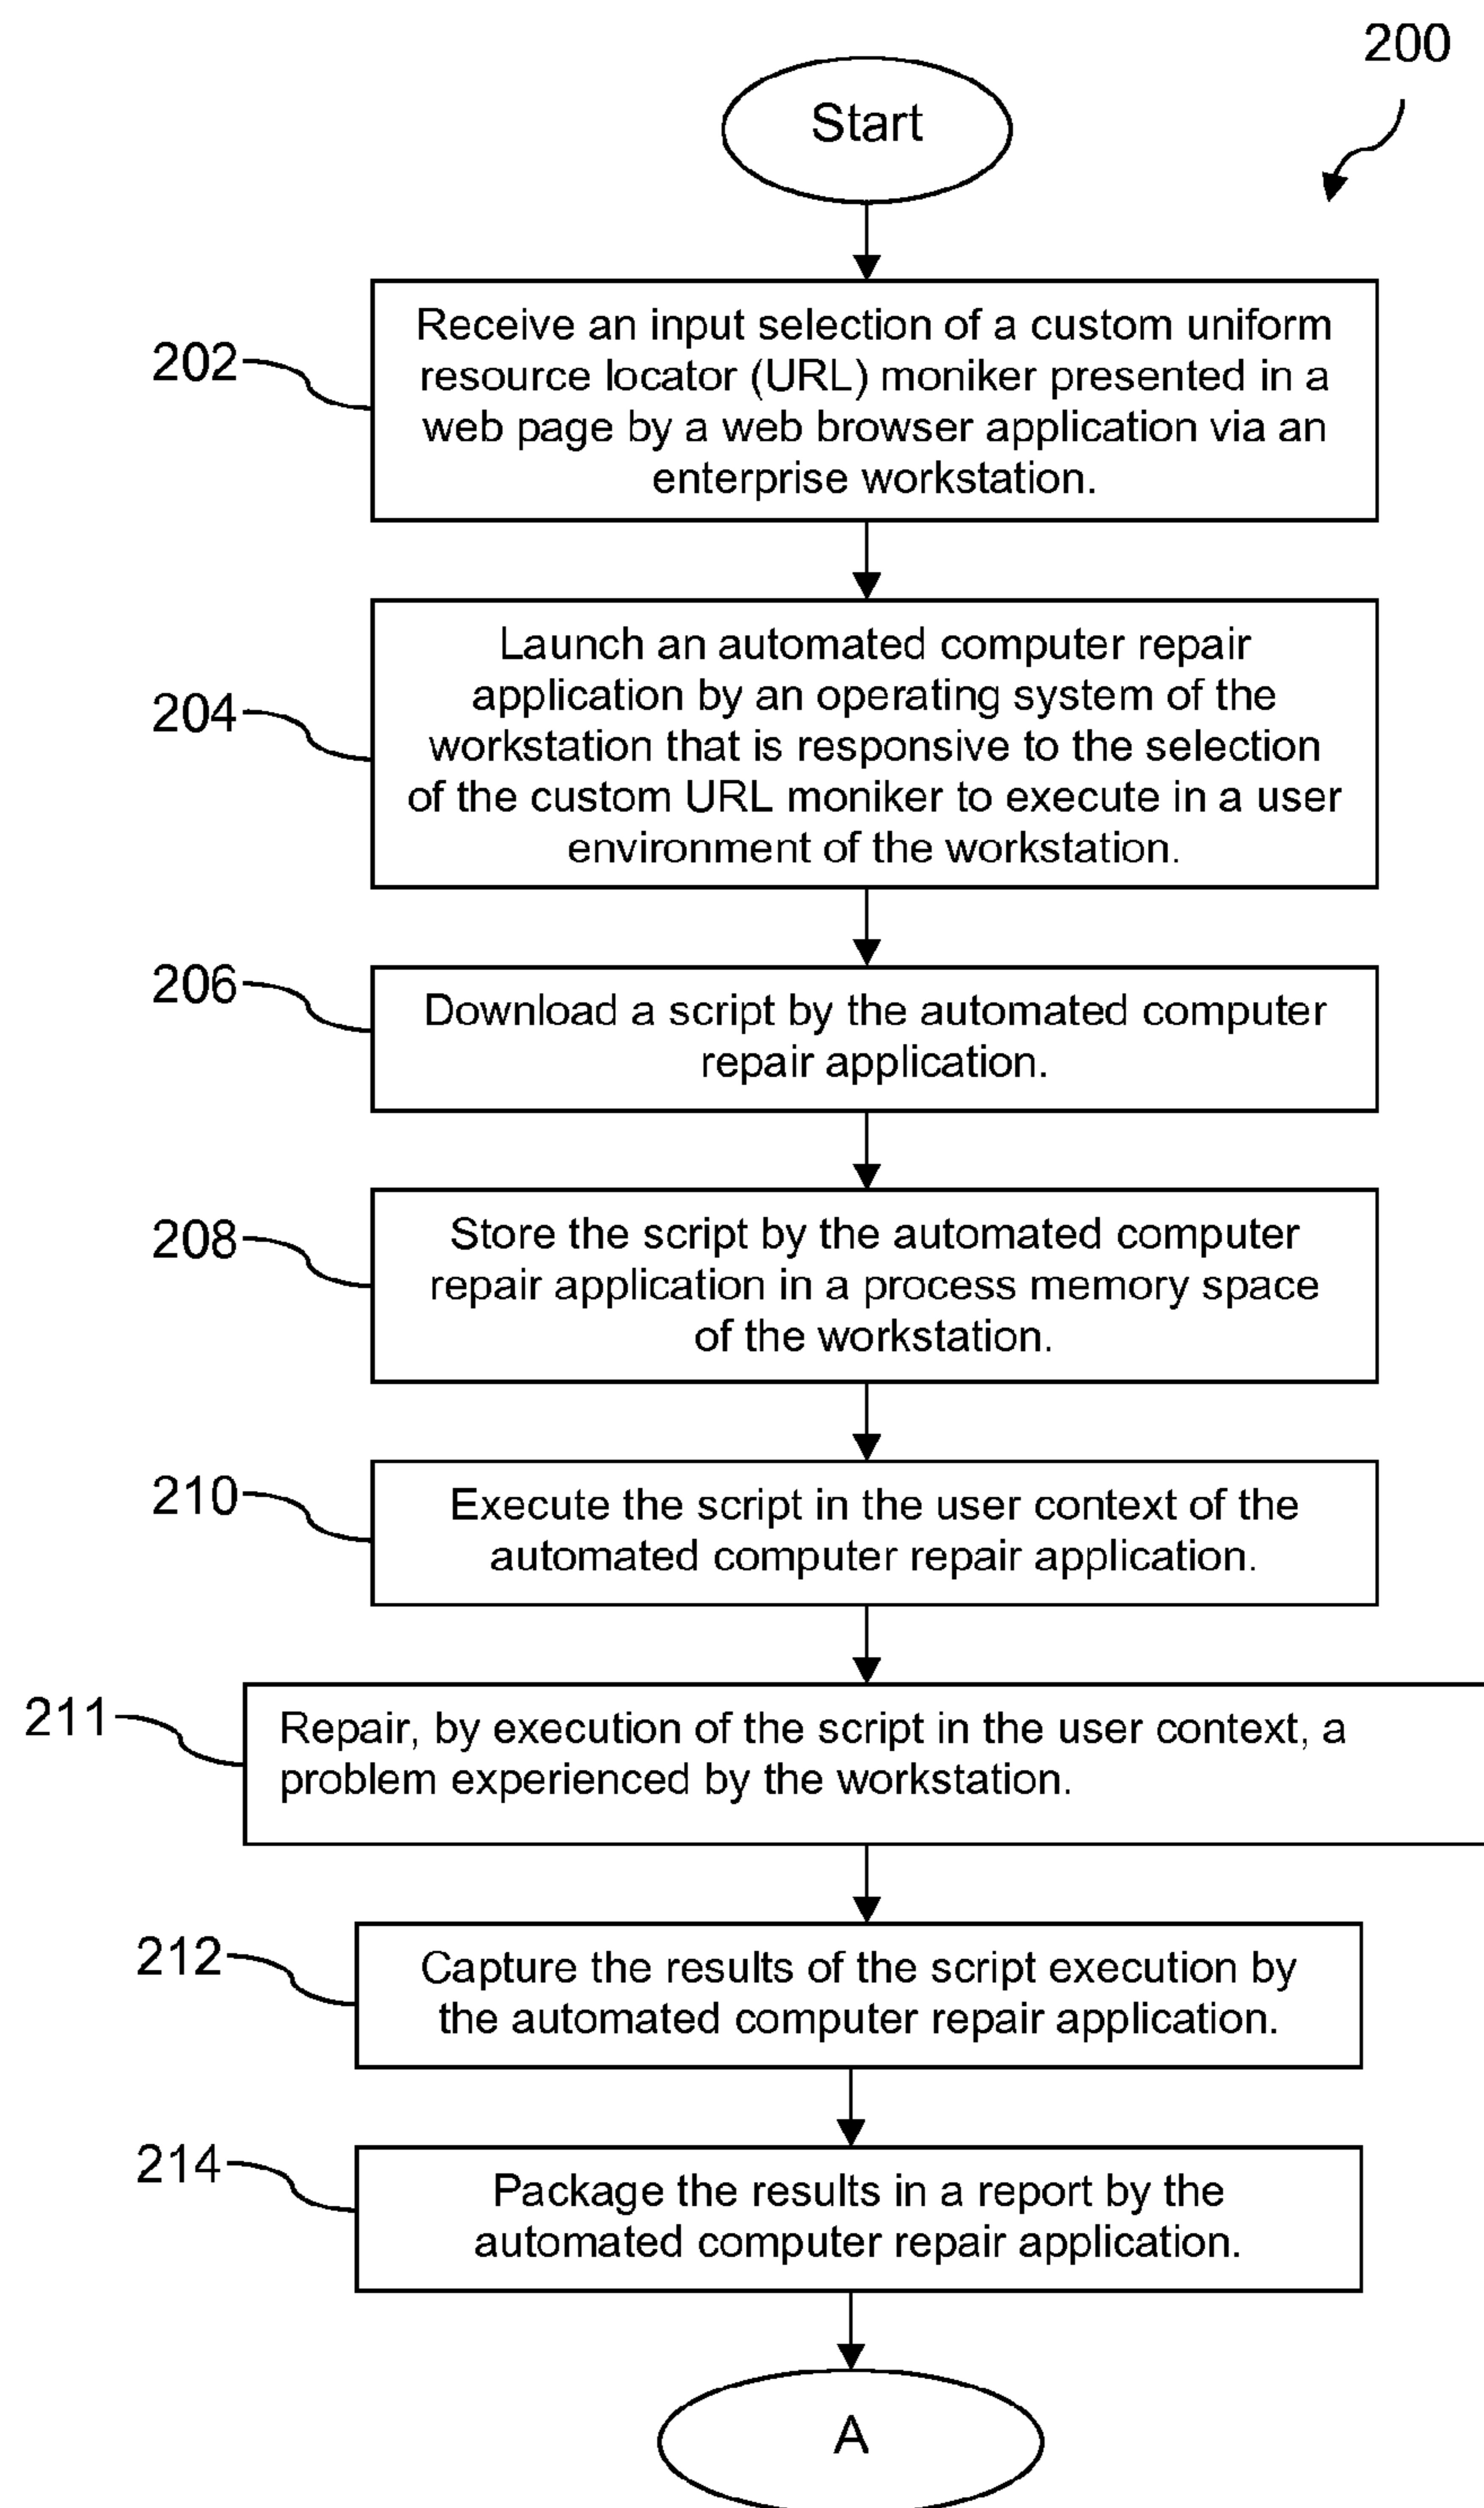 200
Start
202
Receive an input selection of a custom uniform
resource locator (URL) moniker presented in a
web page by a web browser application via an
enterprise workstation.
204
Launch an automated computer repair
application by an operating system of the
workstation that is responsive to the selection
of the custom URL moniker to execute in a user
environment of the workstation.
206
Download a script by the automated computer
repair application.
208
Store the script by the automated computer
repair application in a process memory space
of the workstation.
210
Execute the script in the user context of the
automated computer repair application.
211
Repair, by execution of the script in the user context, a
problem experienced by the workstation.
212
Capture the results of the script execution by
the automated computer repair application.
214
Package the results in a report by the
automated computer repair application.
A